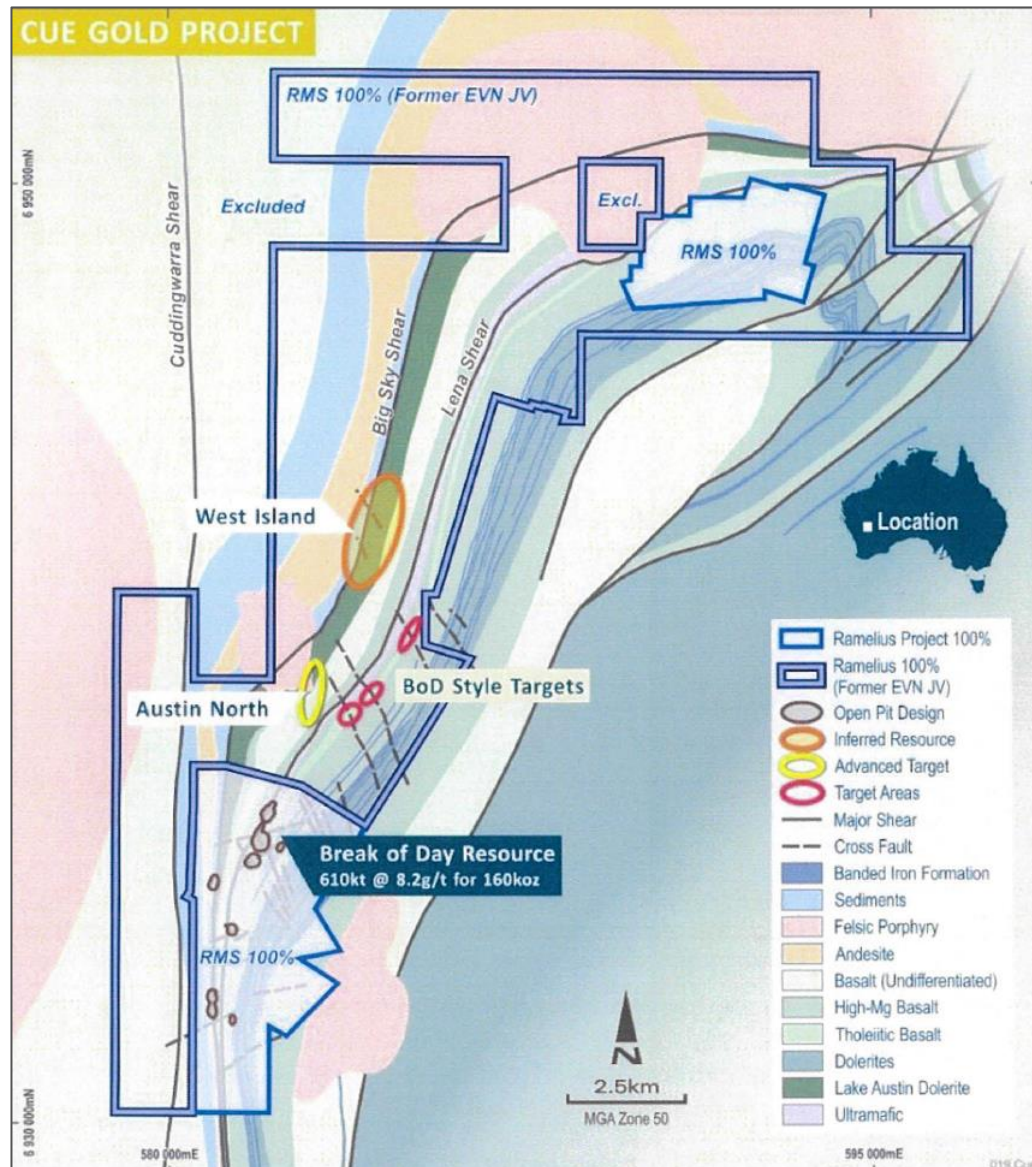 CUE GOLD PROJECT
RMS 100% (Former EVN JV)
6 950 000mN
Cuddingwarra Shear
Excluded
Excl.
RMS 100%
Big Sky Shear
Lena Shear
West Island
Location
Austin North
BoD Style Targets
Break of Day Resource
610kt @ 8.2g/t for 160koz
RMS 100%
Ramelius Project 100%
Ramelius 100%
(Former EVN JV)
Open Pit Design
Inferred Resource
Advanced Target
Target Areas
Major Shear
Cross Fault
Banded Iron Formation
Sediments
Felsic Porphyry
Andesite
Basalt (Undifferentiated)
High-Mg Basalt
Tholeiitic Basalt
Dolerites
Lake Austin Dolerite
Ultramafic
N
2.5km
MGA Zone 50
6 930 000mN
580 000mE
595 000mE